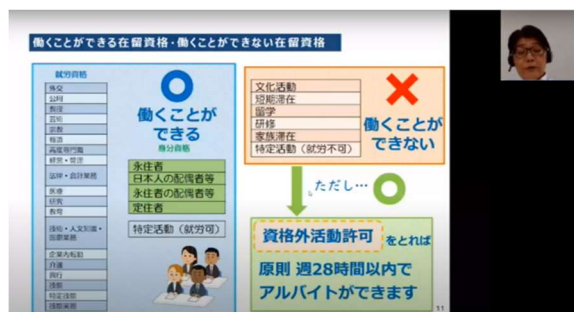 働くことができる在留資格・働くことができない在留資格
就労資格
外交
公用
教授
芸術
宗教
報道
高度専門職
経営・管理
法律・会計業務
医療
研究
教育
技術・人文知識・
国際業務
企業内転勤
介護
興行
技能
特定技能
技能実習
働くことが
できる
身分資格
永住者
日本人の配偶者等
永住者の配偶者等
定住者
特定活動(就労可)
文化活動
短期滞在
留学
研修
家族滞在
特定活動(就労不可)
働くことが
できない
ただし…
資格外活動許可をとれば
原則 週28時間以内で
アルバイトができます
11